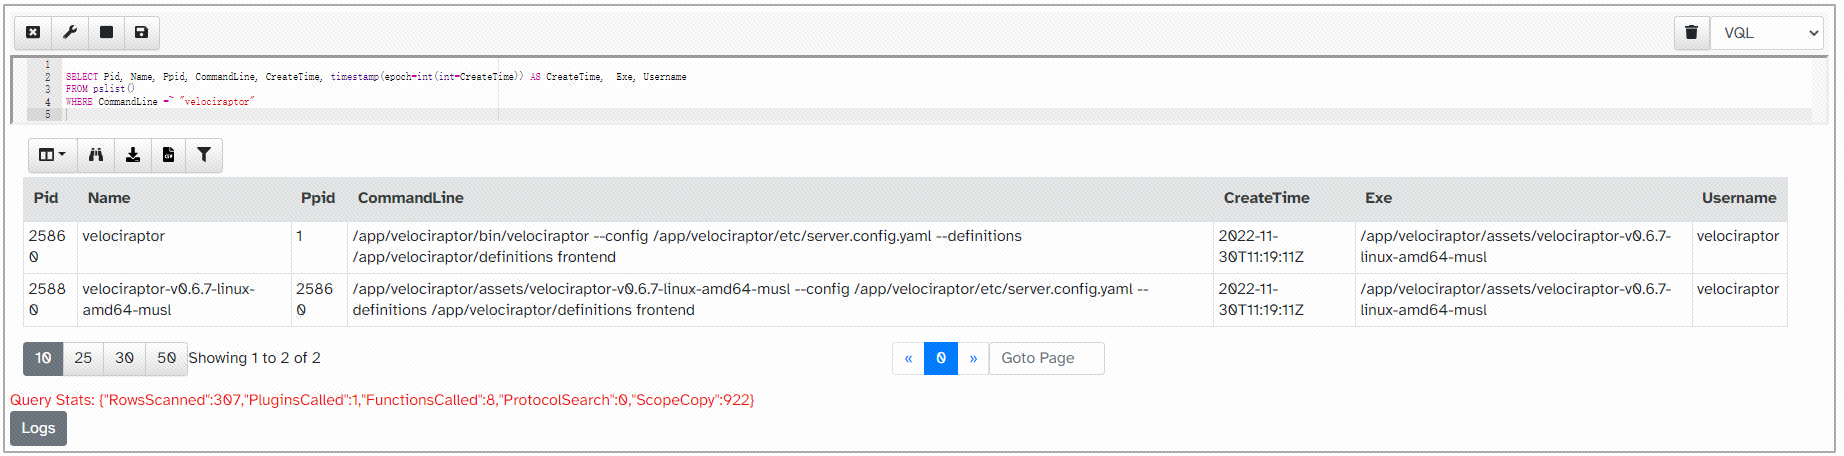 VQL
1
2 SELECT Pid, Name, Ppid, CommandLine, CreateTime, timestamp(epoch=int(int=CreateTime)) AS CreateTime,  Exe, Username
3 FROM pslist()
4 WHERE CommandLine =~ "velociraptor"
5
Pid Name Ppid CommandLine CreateTime Exe Username
2586 velociraptor 1 /app/velociraptor/bin/velociraptor --config /app/velociraptor/etc/server.config.yaml --definitions 2022-11- /app/velociraptor/assets/velociraptor-v0.6.7- velociraptor
0 /app/velociraptor/definitions frontend 30T11:19:11Z linux-amd64-musl
2588 velociraptor-v0.6.7-linux- 2586 /app/velociraptor/assets/velociraptor-v0.6.7-linux-amd64-musl --config /app/velociraptor/etc/server.config.yaml -- 2022-11- /app/velociraptor/assets/velociraptor-v0.6.7- velociraptor
0 amd64-musl 0 definitions /app/velociraptor/definitions frontend 30T11:19:11Z linux-amd64-musl
10 25 30 50 Showing 1 to 2 of 2 « 0 » Goto Page
Query Stats: {"RowsScanned":307,"PluginsCalled":1,"FunctionsCalled":8,"ProtocolSearch":0,"ScopeCopy":922}
Logs